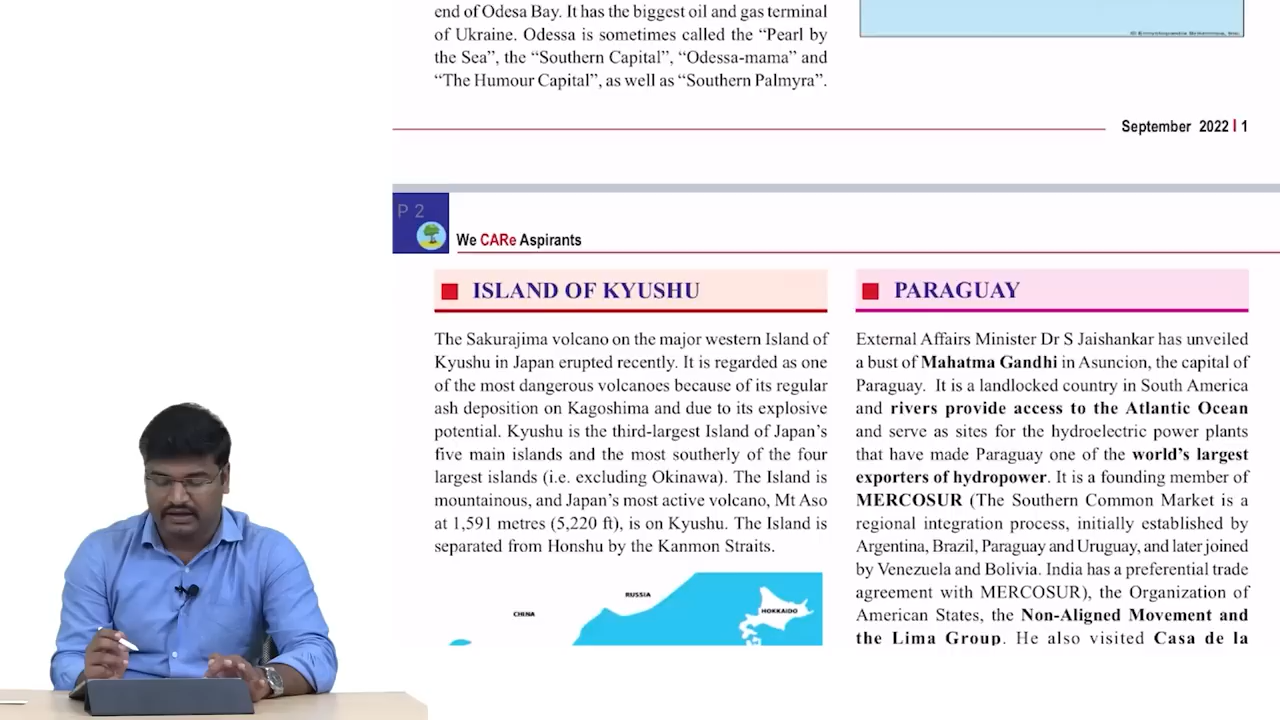 end of Odesa Bay. It has the biggest oil and gas terminal
of Ukraine. Odessa is sometimes called the “Pearl by
the Sea”, the “Southern Capital”, “Odessa-mama” and
“The Humour Capital”, as well as “Southern Palmyra”.
© Encyclopædia Britannica, Inc.
September 2022 | 1
P 2
We CARe Aspirants
ISLAND OF KYUSHU
The Sakurajima volcano on the major western Island of
Kyushu in Japan erupted recently. It is regarded as one
of the most dangerous volcanoes because of its regular
ash deposition on Kagoshima and due to its explosive
potential. Kyushu is the third-largest Island of Japan’s
five main islands and the most southerly of the four
largest islands (i.e. excluding Okinawa). The Island is
mountainous, and Japan’s most active volcano, Mt Aso
at 1,591 metres (5,220 ft), is on Kyushu. The Island is
separated from Honshu by the Kanmon Straits.
RUSSIA
CHINA
HOKKAIDO
PARAGUAY
External Affairs Minister Dr S Jaishankar has unveiled
a bust of Mahatma Gandhi in Asuncion, the capital of
Paraguay. It is a landlocked country in South America
and rivers provide access to the Atlantic Ocean
and serve as sites for the hydroelectric power plants
that have made Paraguay one of the world’s largest
exporters of hydropower. It is a founding member of
MERCOSUR (The Southern Common Market is a
regional integration process, initially established by
Argentina, Brazil, Paraguay and Uruguay, and later joined
by Venezuela and Bolivia. India has a preferential trade
agreement with MERCOSUR), the Organization of
American States, the Non-Aligned Movement and
the Lima Group. He also visited Casa de la